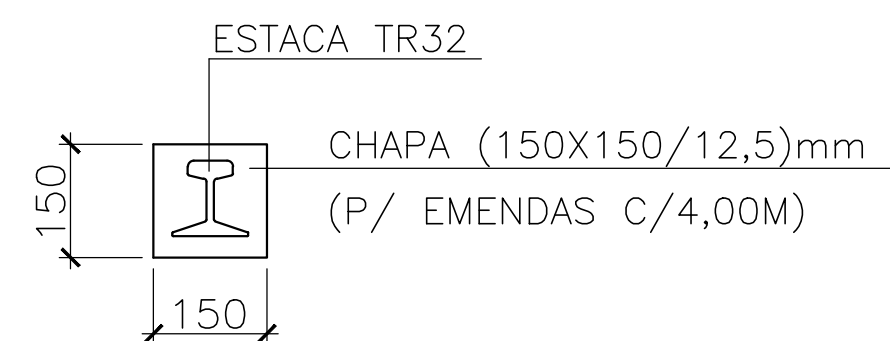 ESTACA TR32
CHAPA (150X150/12,5)mm
(P/ EMENDAS C/4,00M)
150
150